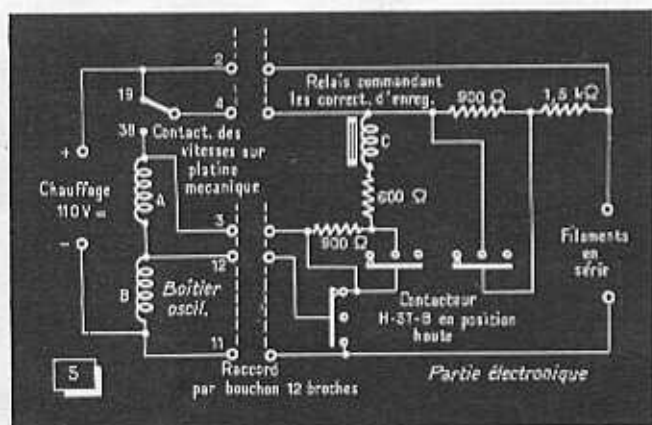 2
19
4
38
+
Chauffage
110 V =
-
Contact. des
vitesses sur
platine
mecanique
A
3
12
B
Boîtier
oscil.
11
5
Raccord
par bouchon 12 broches
Relais commandant
les correct. d'enreg.
900 Ω
1,5 kΩ
C
600 Ω
900 Ω
Filaments
en
série
Contacteur
H-ST-B en position
haute
Partie électronique